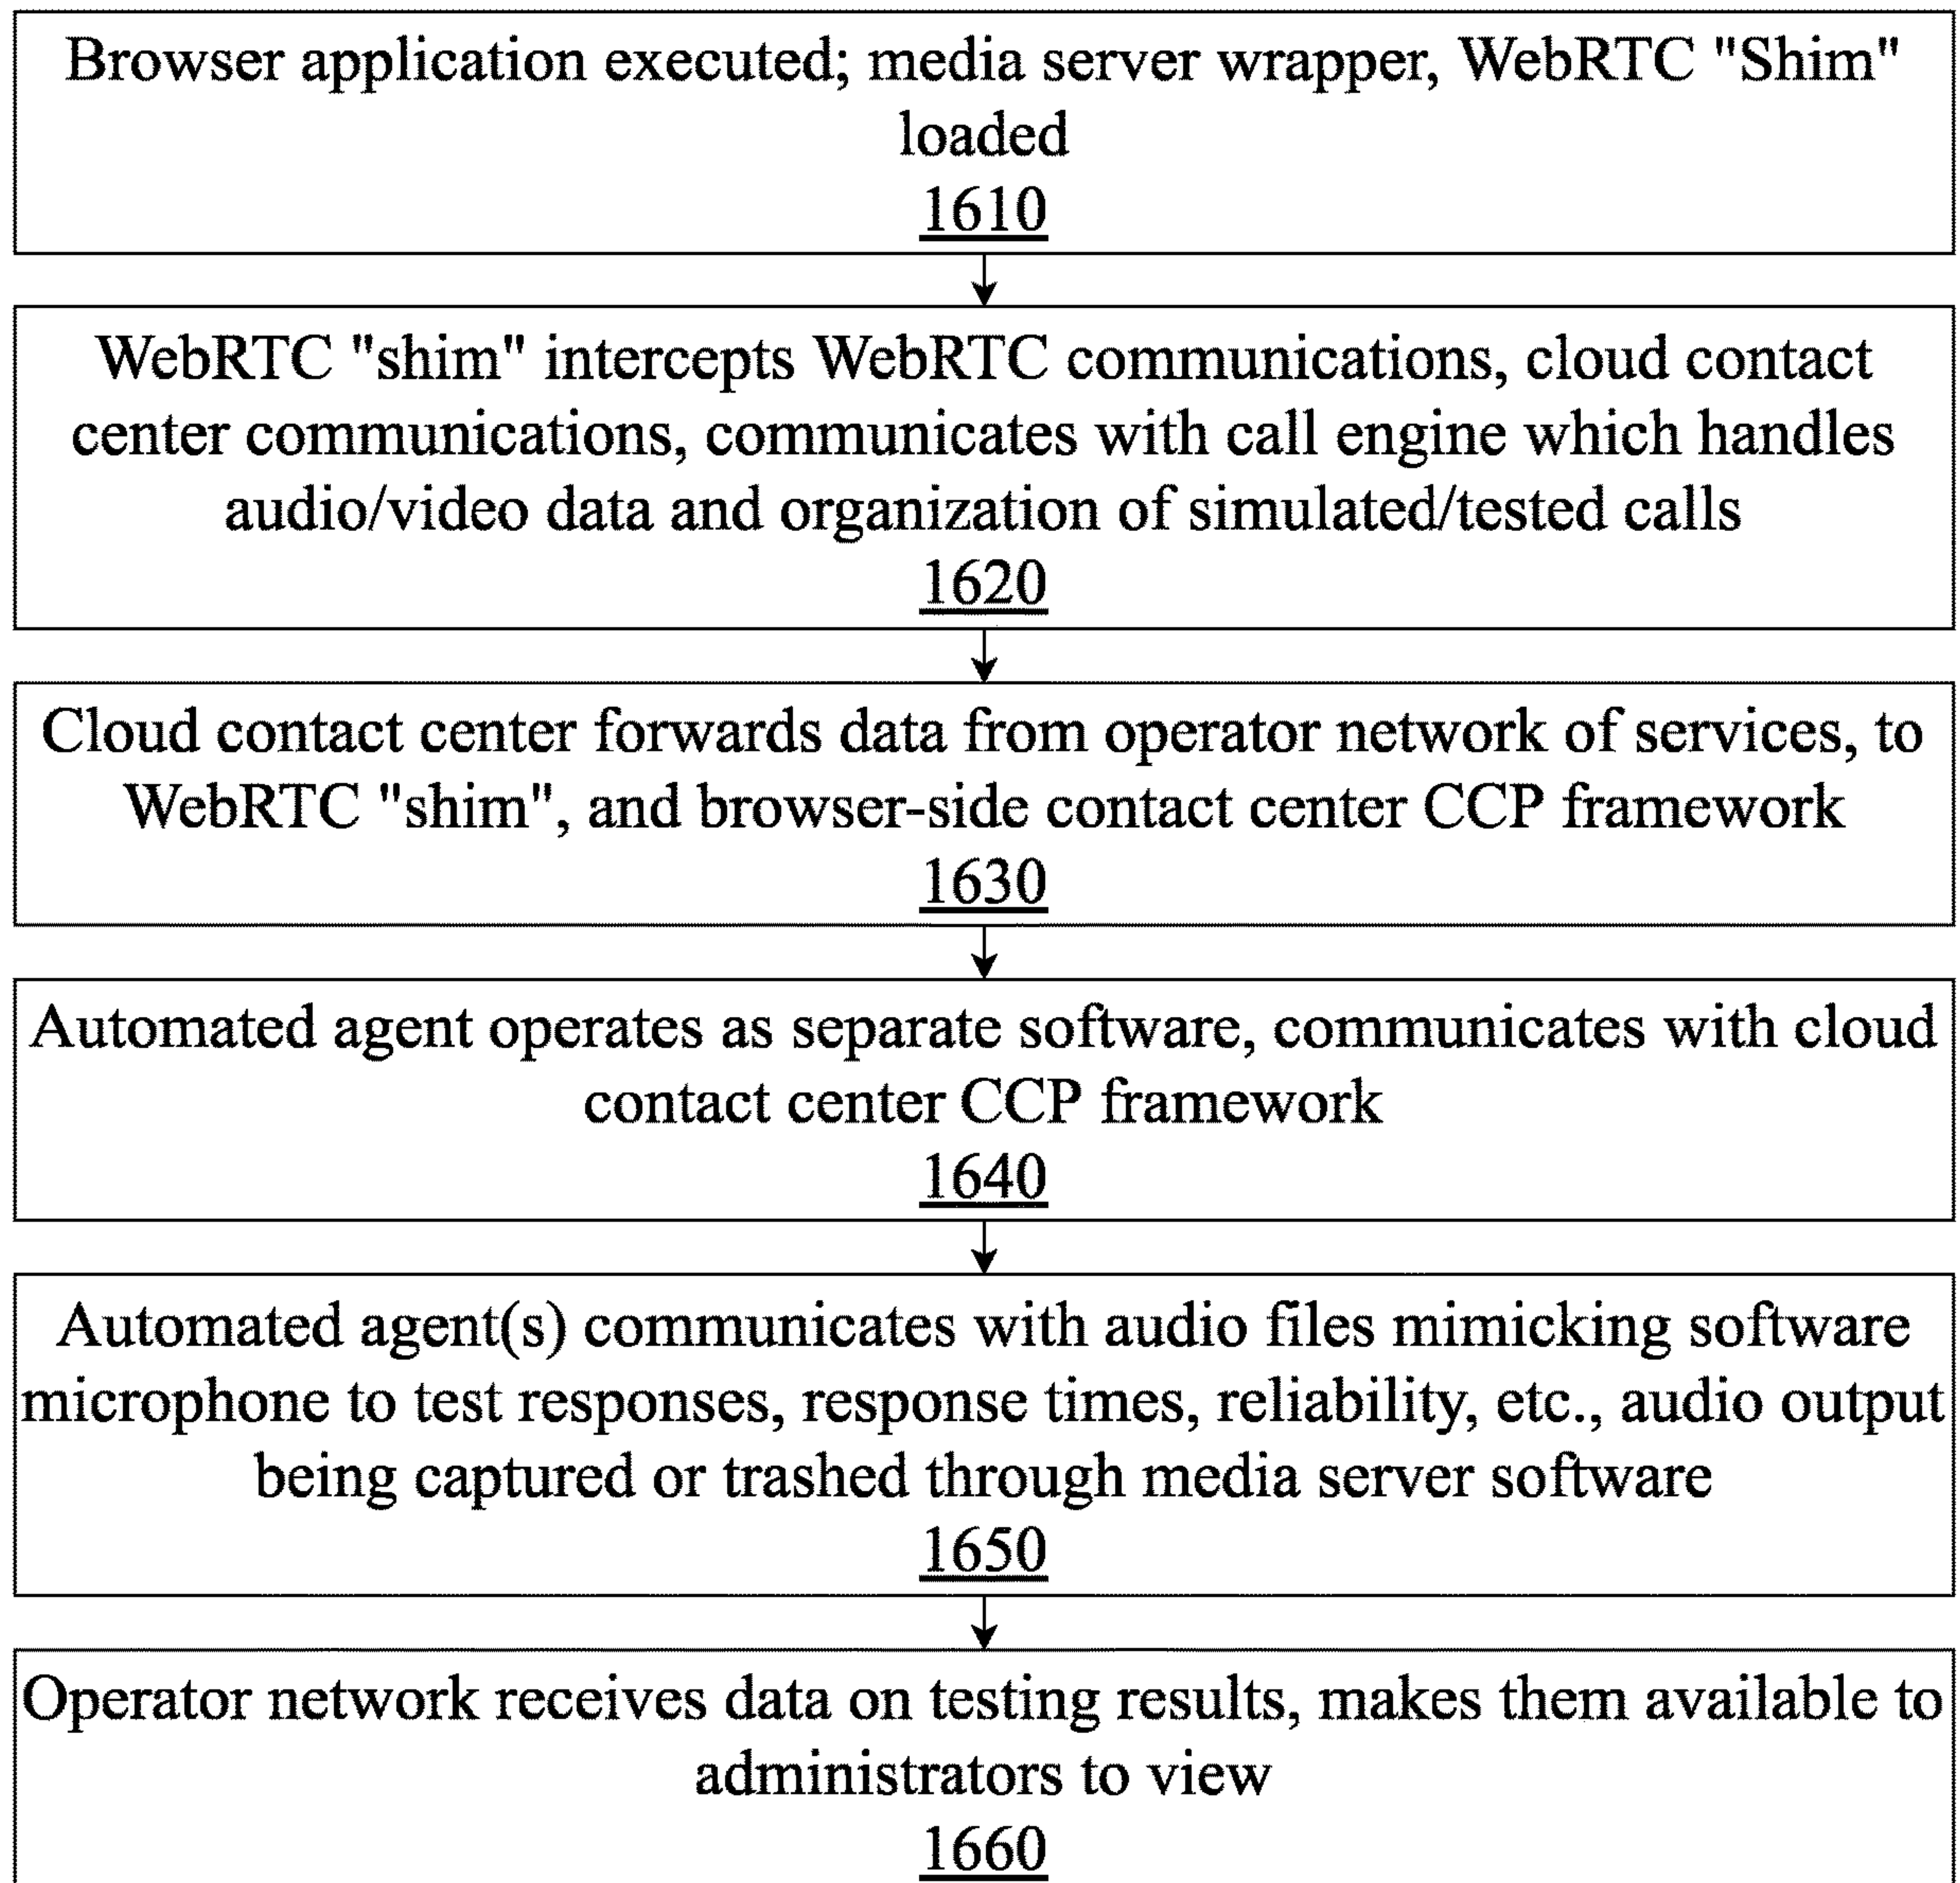 Browser application executed; media server wrapper, WebRTC "Shim"
loaded
1610
WebRTC "shim" intercepts WebRTC communications, cloud contact
center communications, communicates with call engine which handles
audio/video data and organization of simulated/tested calls
1620
Cloud contact center forwards data from operator network of services, to
WebRTC "shim", and browser-side contact center CCP framework
1630
Automated agent operates as separate software, communicates with cloud
contact center CCP framework
1640
Automated agent(s) communicates with audio files mimicking software
microphone to test responses, response times, reliability, etc., audio output
being captured or trashed through media server software
1650
Operator network receives data on testing results, makes them available to
administrators to view
1660